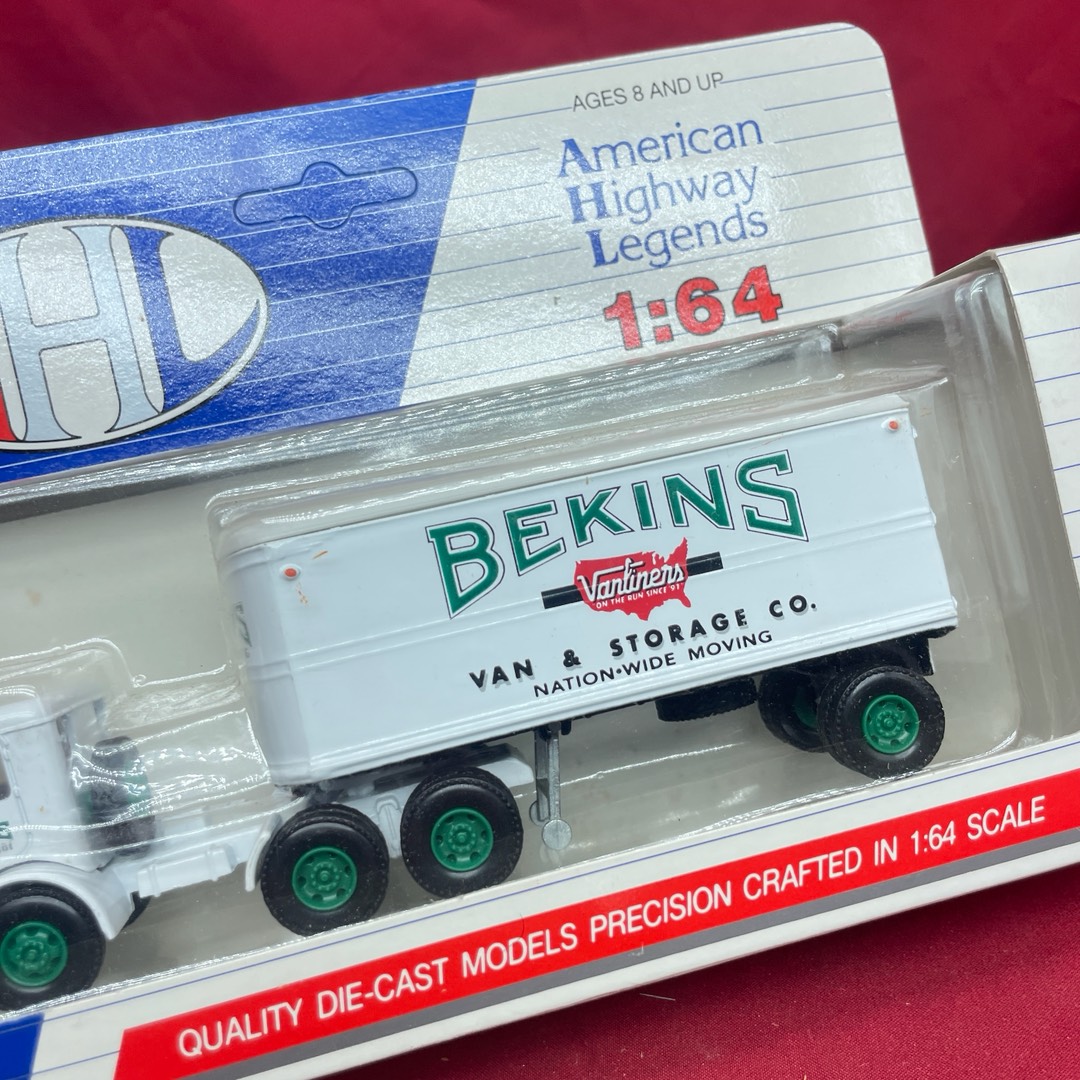 AGES 8 AND UP
American
Highway
Legends
1:64
HL
BEKINS
Vanliners
ON THE RUN SINCE '91
VAN & STORAGE CO.
NATION•WIDE MOVING
QUALITY DIE-CAST MODELS PRECISION CRAFTED IN 1:64 SCALE